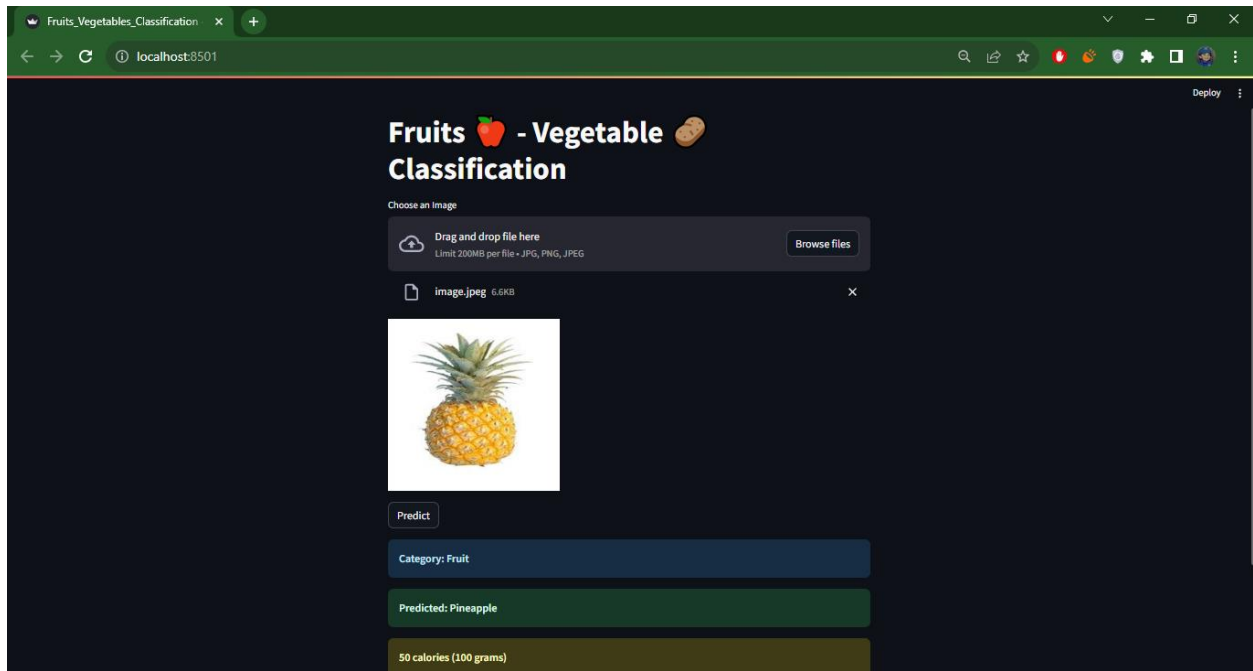 Fruits_Vegetables_Classification
localhost:8501
Deploy
Fruits 🍎 - Vegetable 🥔
Classification
Choose an Image
Drag and drop file here
Limit 200MB per file • JPG, PNG, JPEG
Browse files
image.jpeg 6.6KB
Predict
Category: Fruit
Predicted: Pineapple
50 calories (100 grams)